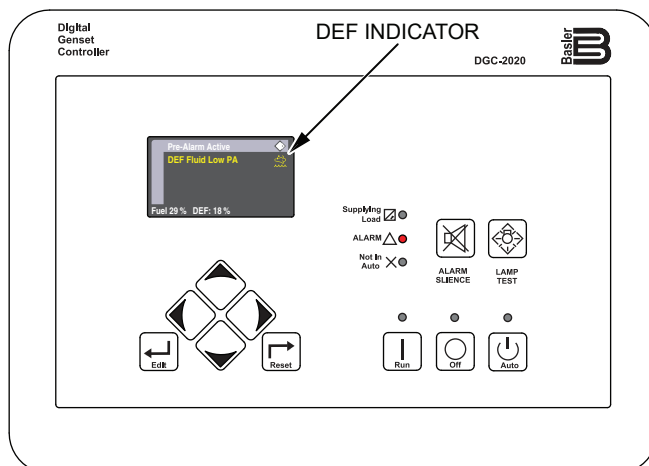 Digital
Genset
Controller
DEF INDICATOR
Basler
DGC-2020
Pre-Alarm Active
DEF Fluid Low PA
Fuel 29 % DEF: 18 %
Supplying
Load
ALARM
Not In
Auto
ALARM
SLIENCE
LAMP
TEST
Edit
Reset
Run
Off
Auto